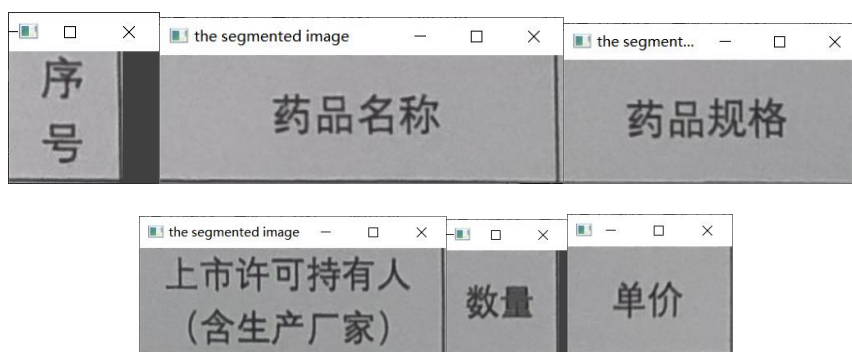 序
号
the segmented image
药品名称
the segment...
药品规格
the segmented image
上市许可持有人
（含生产厂家）
数量
单价